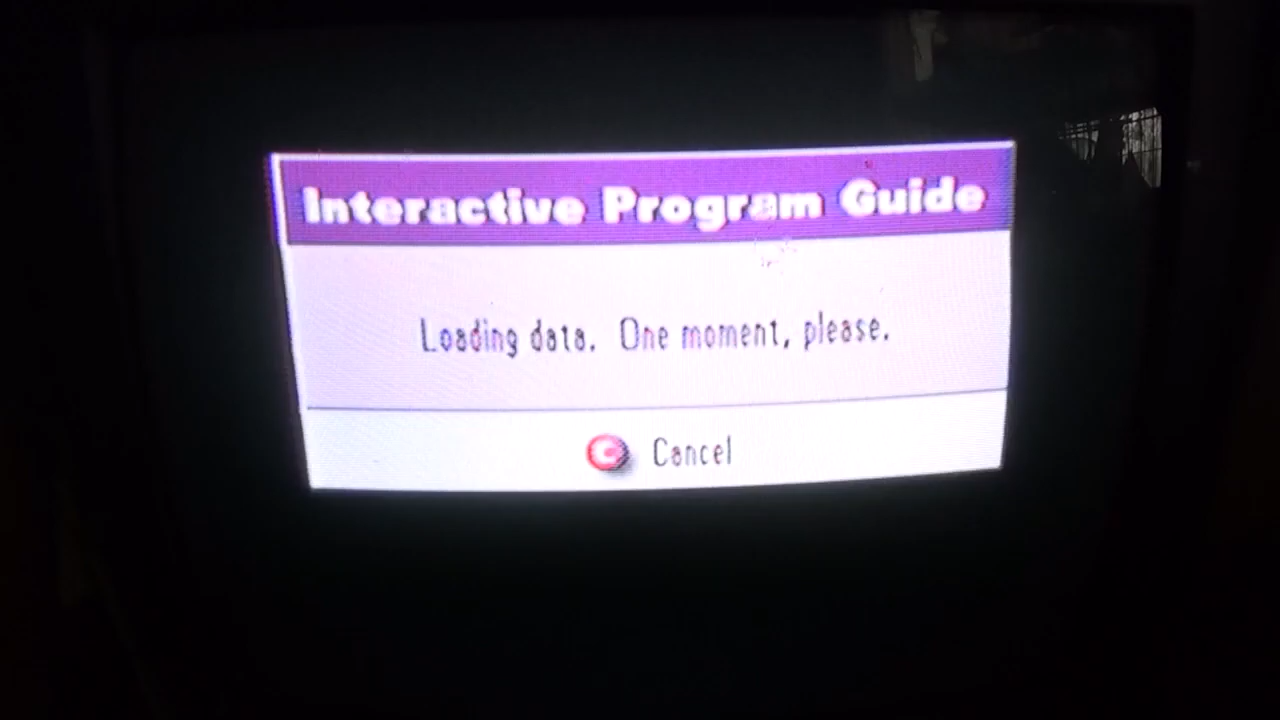 Interactive Program Guide
Loading data. One moment, please.
C Cancel